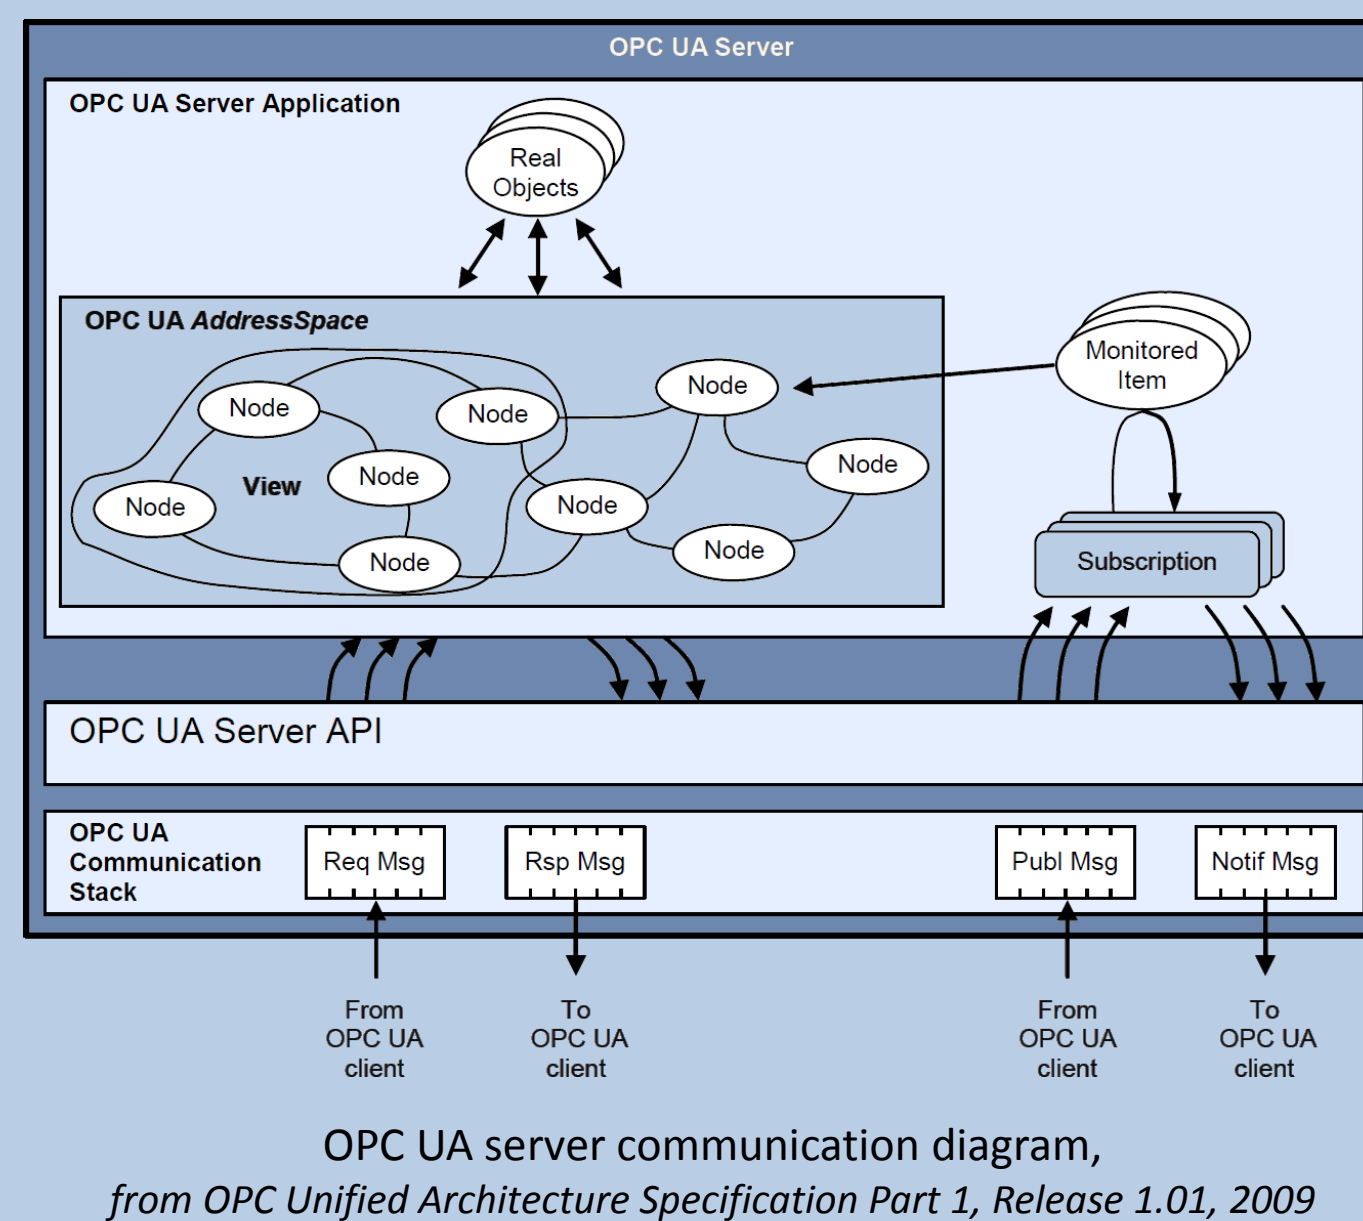 OPC UA Server
OPC UA Server Application
Real
Objects
OPC UA AddressSpace
Monitored
Item
Node
Node
Node
Node
Node
View
Node
Node
Node
Node
Subscription
OPC UA Server API
OPC UA
Communication
Stack
Req Msg
Rsp Msg
Publ Msg
Notif Msg
From
OPC UA
client
To
OPC UA
client
From
OPC UA
client
To
OPC UA
client
OPC UA server communication diagram,
from OPC Unified Architecture Specification Part 1, Release 1.01, 2009